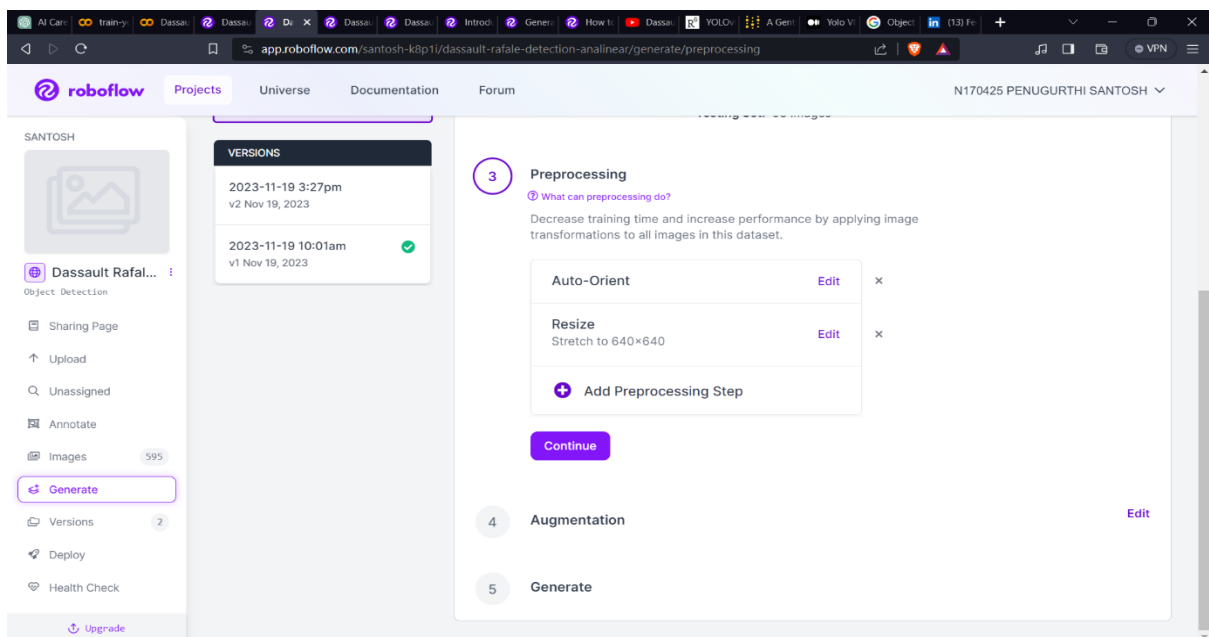 AI Care
train-y
Dassau
Dassau
Da
Dassau
Dassau
Introdu
Genera
How to
Dassau
YOLOv
A Gent
Yolo V
Object
(13) Fe
app.roboflow.com/santosh-k8p1i/dassault-rafale-detection-analinear/generate/preprocessing
VPN
roboflow
Projects
Universe
Documentation
Forum
N170425 PENUGURTHI SANTOSH
SANTOSH
Dassault Rafal...
Object Detection
Sharing Page
Upload
Unassigned
Annotate
Images 595
Generate
Versions 2
Deploy
Health Check
Upgrade
VERSIONS
2023-11-19 3:27pm
v2 Nov 19, 2023
2023-11-19 10:01am
v1 Nov 19, 2023
3
Preprocessing
What can preprocessing do?
Decrease training time and increase performance by applying image
transformations to all images in this dataset.
Auto-Orient Edit
Resize
Stretch to 640×640
Edit
Add Preprocessing Step
Continue
4 Augmentation Edit
5 Generate